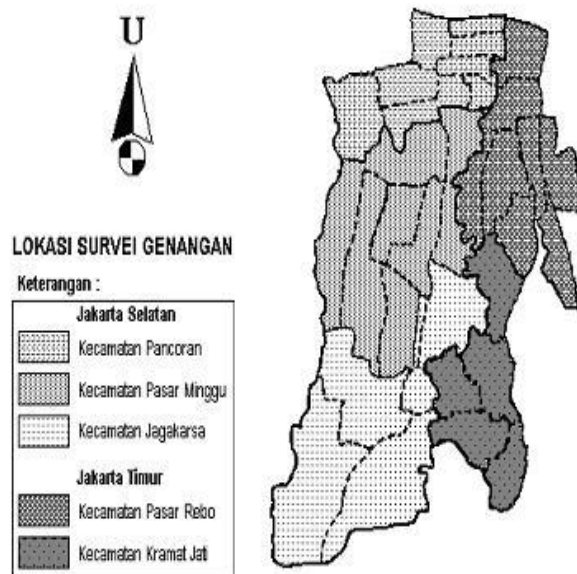 U
LOKASI SURVEI GENANGAN
Keterangan :
Jakarta Selatan
Kecamatan Pancoran
Kecamatan Pasar Minggu
Kecamatan Jagakarsa
Jakarta Timur
Kecamatan Pasar Rebo
Kecamatan Kramat Jati